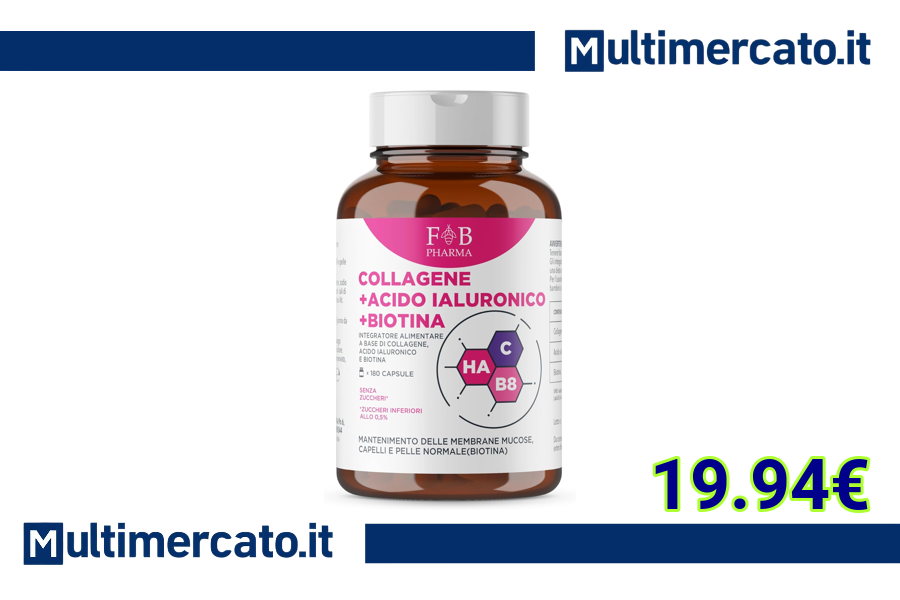 Multimercato.it
F B
PHARMA
COLLAGENE
+ACIDO IALURONICO
+BIOTINA
INTEGRATORE ALIMENTARE
A BASE DI COLLAGENE,
ACIDO IALURONICO
E BIOTINA
= 180 CAPSULE
SENZA
ZUCCHERI*
*ZUCCHERI INFERIORI
ALLO 0,5%
C
HA
B8
MANTENIMENTO DELLE MEMBRANE MUCOSE,
CAPELLI E PELLE NORMALE(BIOTINA)
19.94€
Multimercato.it